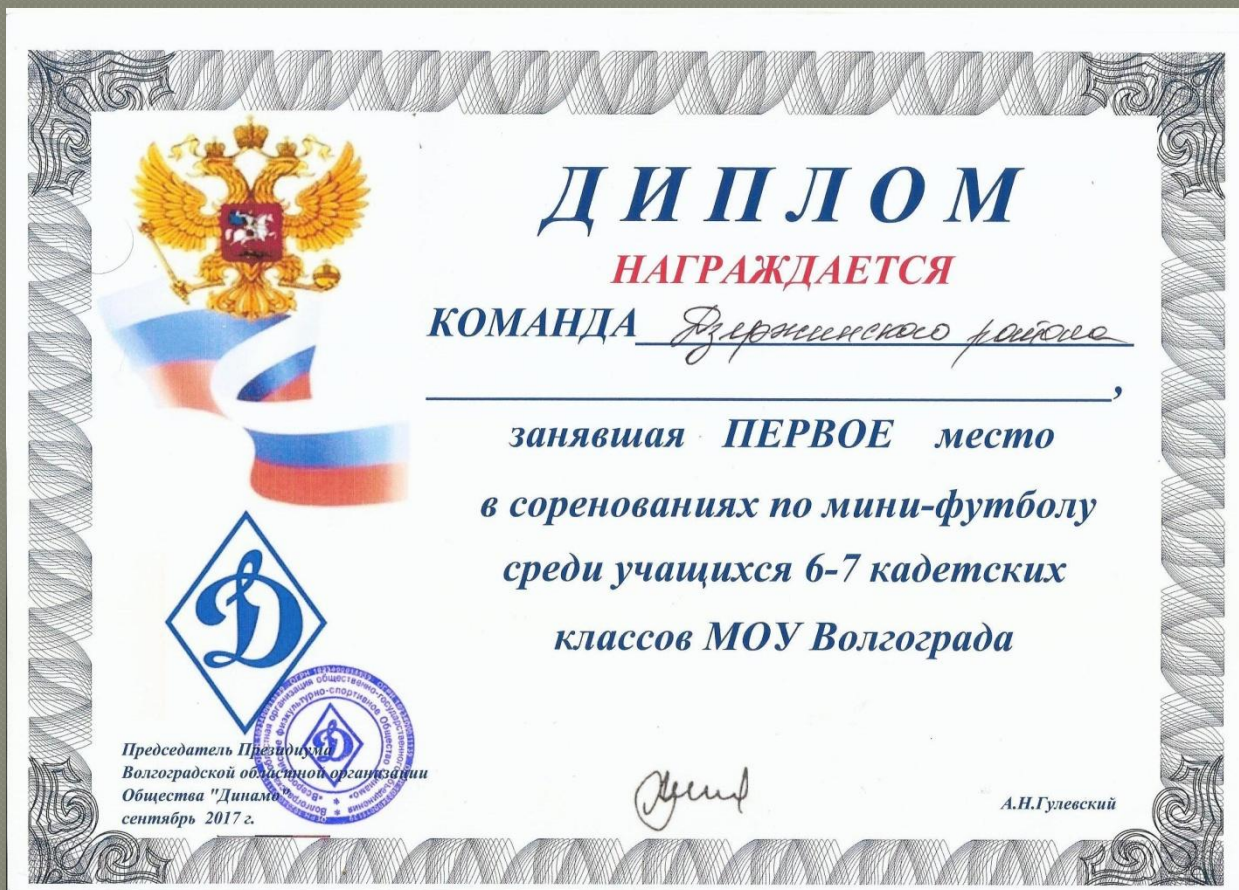 ДИПЛОМ
НАГРАЖДАЕТСЯ
КОМАНДА Дзержинского района
,
занявшая ПЕРВОЕ место
в соренованиях по мини-футболу
среди учащихся 6-7 кадетских
классов МОУ Волгограда
Председатель Президиума
Волгоградской областной организации
Общества "Динамо"
сентябрь 2017 г.
А.Н.Гулевский